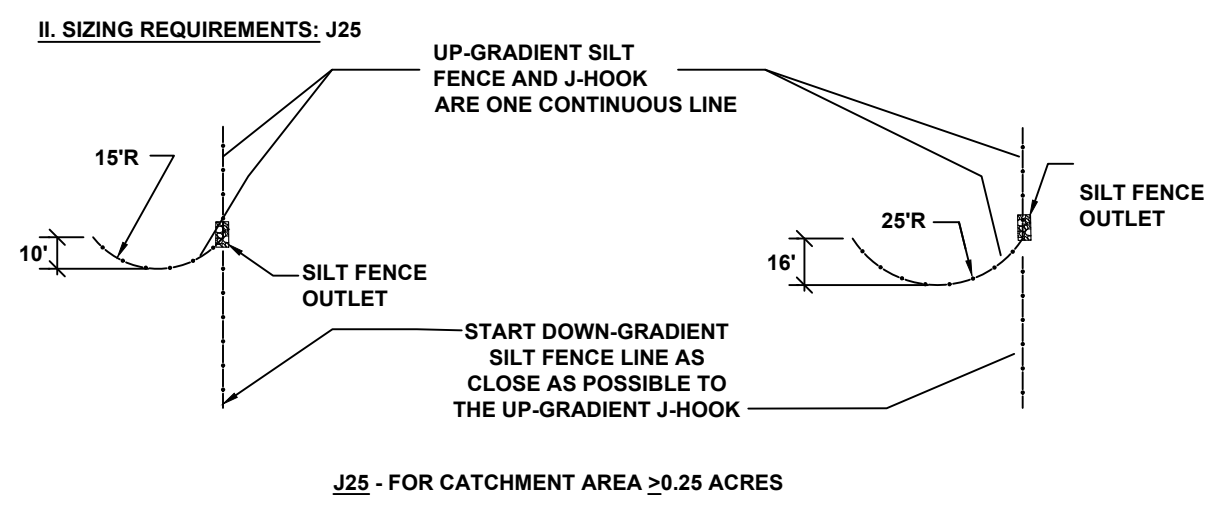 II. SIZING REQUIREMENTS: J25
UP-GRADIENT SILT
FENCE AND J-HOOK
ARE ONE CONTINUOUS LINE
15'R
10'
SILT FENCE
OUTLET
25'R
16'
SILT FENCE
OUTLET
START DOWN-GRADIENT
SILT FENCE LINE AS
CLOSE AS POSSIBLE TO
THE UP-GRADIENT J-HOOK
J25 - FOR CATCHMENT AREA >0.25 ACRES